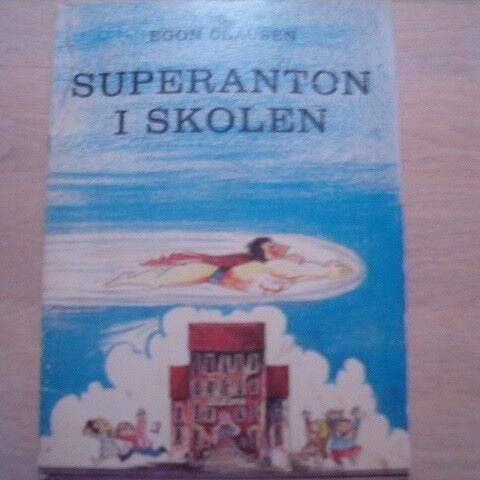 EGON CLAUSEN
SUPERANTON
I SKOLEN